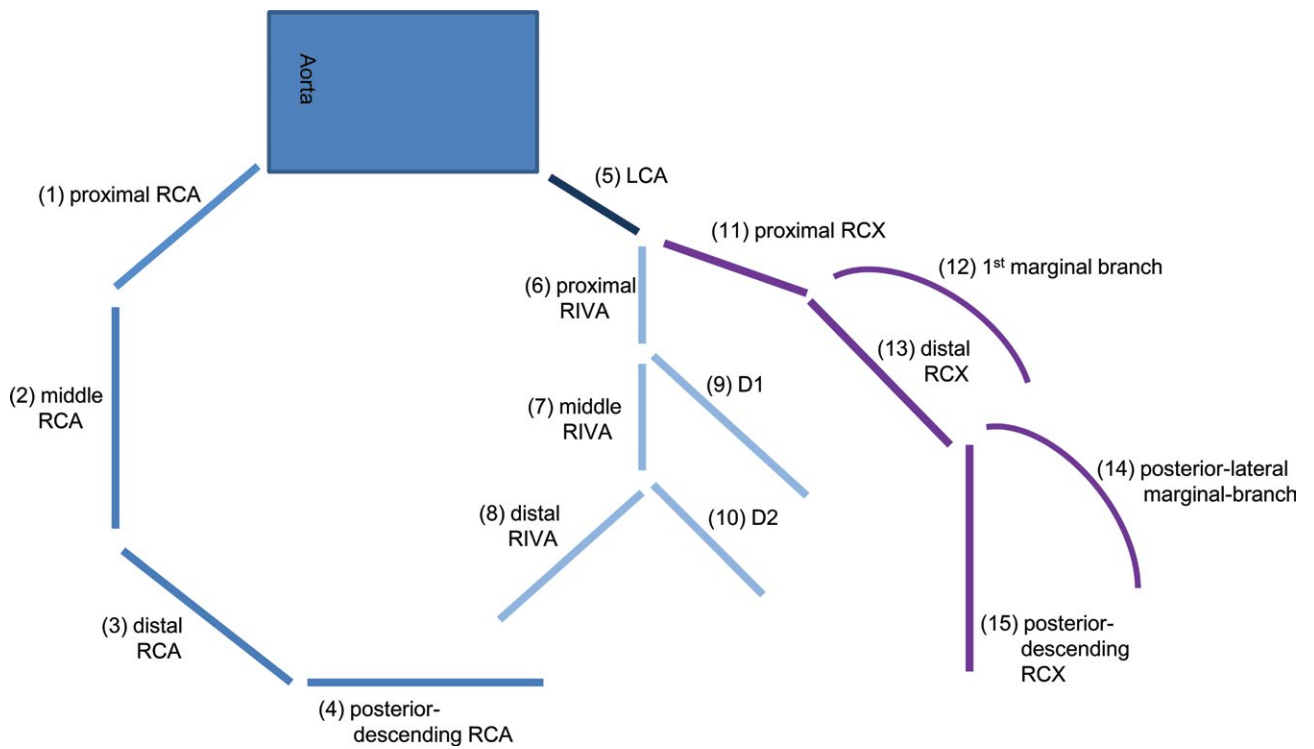 Aorta
(1) proximal RCA
(5) LCA
(11) proximal RCX
(12) 1st marginal branch
(6) proximal
RIVA
(13) distal
RCX
(2) middle
RCA
(7) middle
RIVA
(9) D1
(14) posterior-lateral
marginal-branch
(8) distal
RIVA
(10) D2
(3) distal
RCA
(15) posterior-
descending
RCX
(4) posterior-
descending RCA